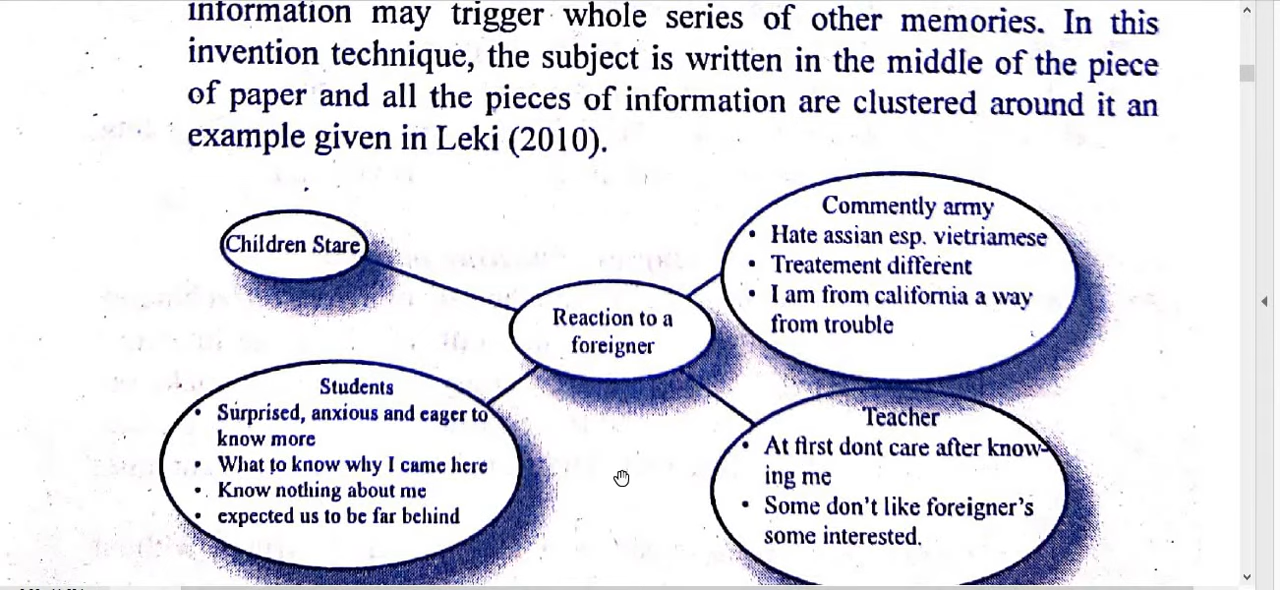 information may trigger whole series of other memories. In this
invention technique, the subject is written in the middle of the piece
of paper and all the pieces of information are clustered around it an
example given in Leki (2010).
Children Stare
Commently army
• Hate assian esp. vietriamese
• Treatement different
• I am from california a way
from trouble
Reaction to a
foreigner
Students
• Surprised, anxious and eager to
know more
• What to know why I came here
• Know nothing about me
• expected us to be far behind
Teacher
• At first dont care after know-
ing me
• Some don't like foreigner's
some interested.